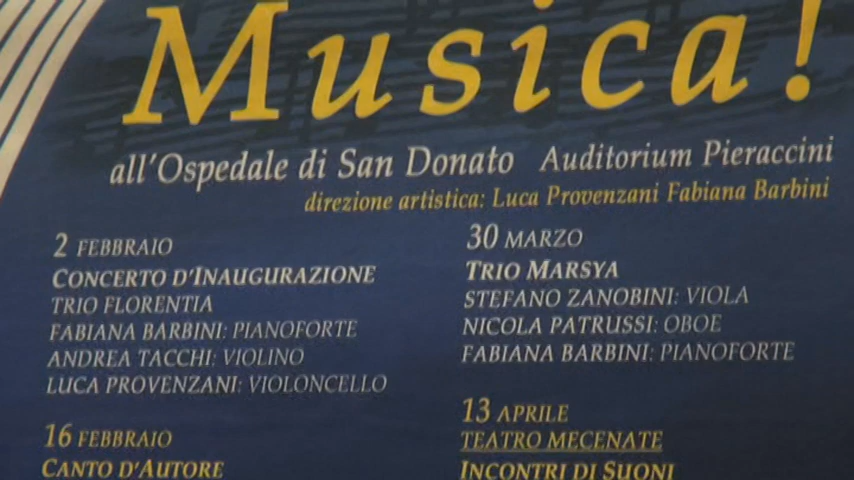 Musica!
all'Ospedale di San Donato Auditorium Pieraccini
direzione artistica: Luca Provenzani Fabiana Barbini
2 FEBBRAIO
CONCERTO D'INAUGURAZIONE
TRIO FLORENTIA
FABIANA BARBINI: PIANOFORTE
ANDREA TACCHI: VIOLINO
LUCA PROVENZANI: VIOLONCELLO
16 FEBBRAIO
CANTO D'AUTORE
30 MARZO
TRIO MARSYA
STEFANO ZANOBINI: VIOLA
NICOLA PATRUSSI: OBOE
FABIANA BARBINI: PIANOFORTE
13 APRILE
TEATRO MECENATE
INCONTRI DI SUONI